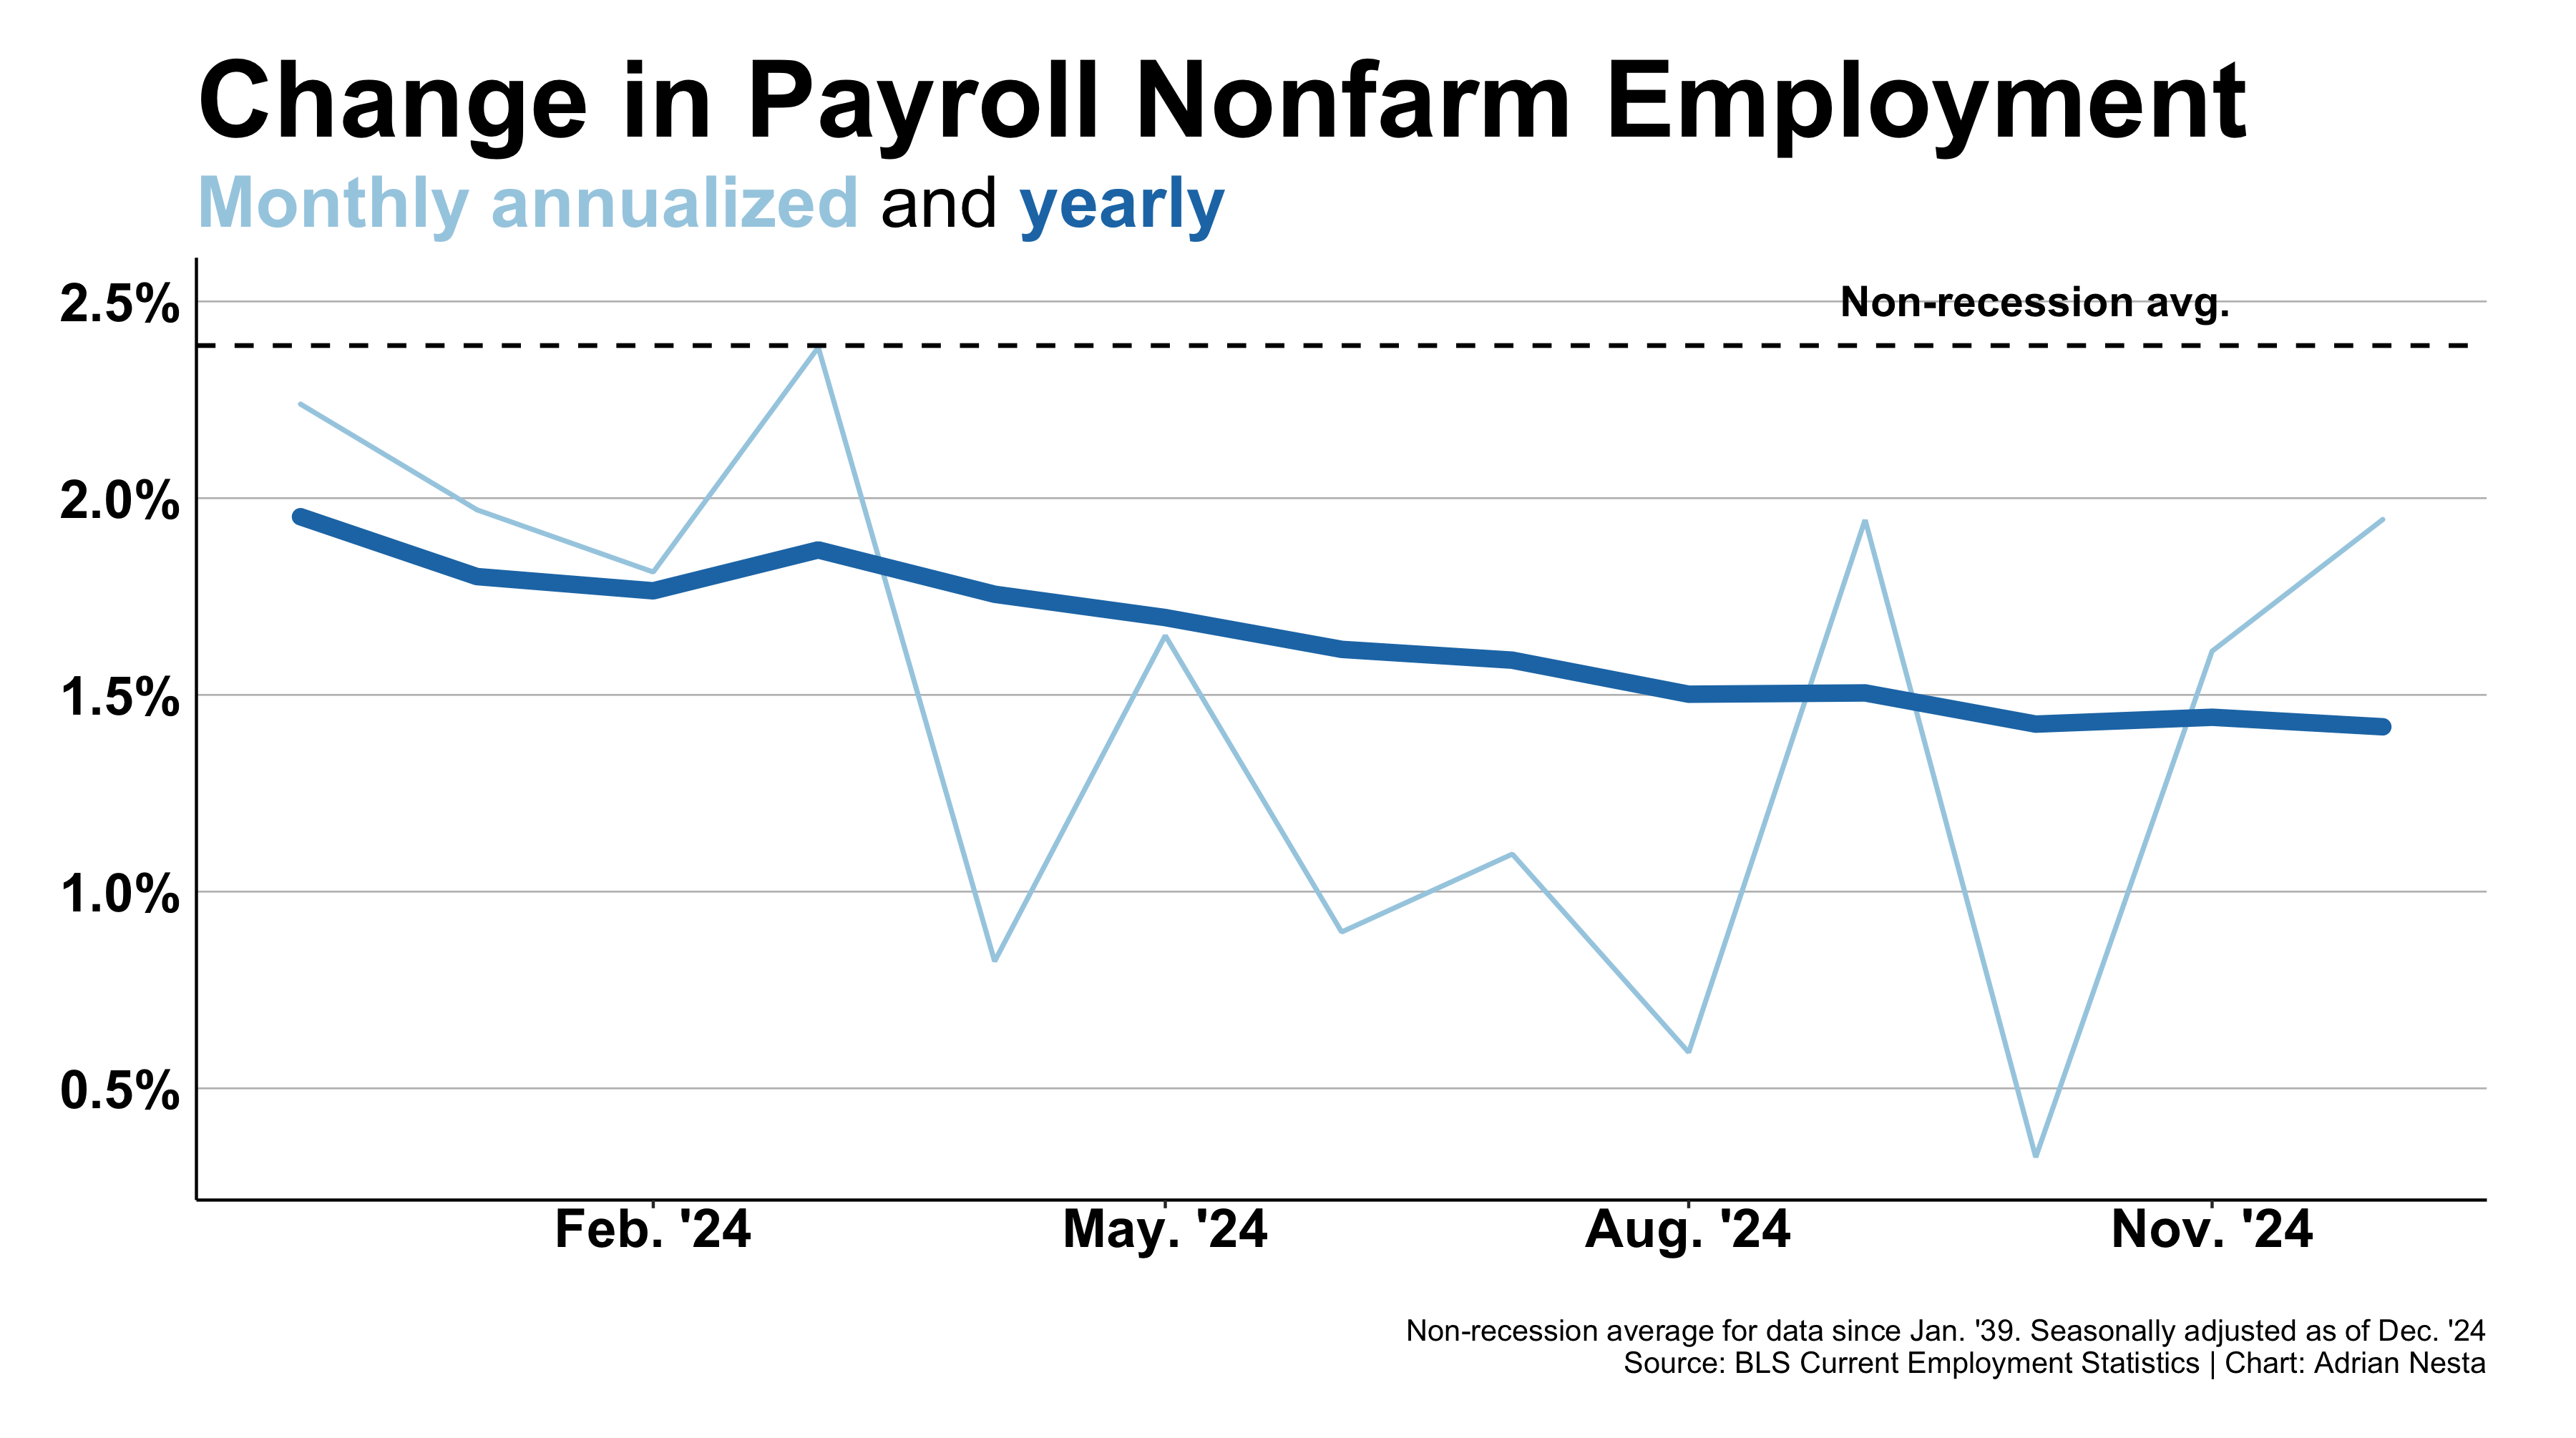 Change in Payroll Nonfarm Employment
Monthly annualized and yearly
2.5%
Non-recession avg.
2.0%
1.5%
1.0%
0.5%
Feb. '24
May. '24
Aug. '24
Nov. '24
Non-recession average for data since Jan. '39. Seasonally adjusted as of Dec. '24
Source: BLS Current Employment Statistics | Chart: Adrian Nesta